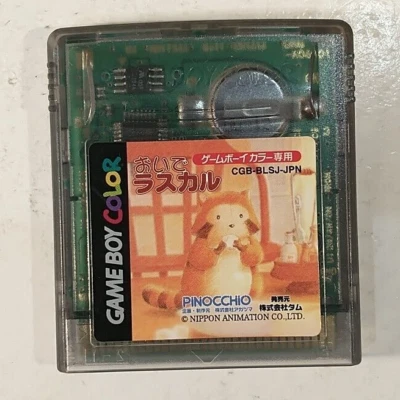 GAME BOY COLOR
おいで
ラスカル
ゲームボーイカラー専用
CGB-BLSJ-JPN
PINOCCHIO
発売元
株式会社タム
© NIPPON ANIMATION CO.,LTD.